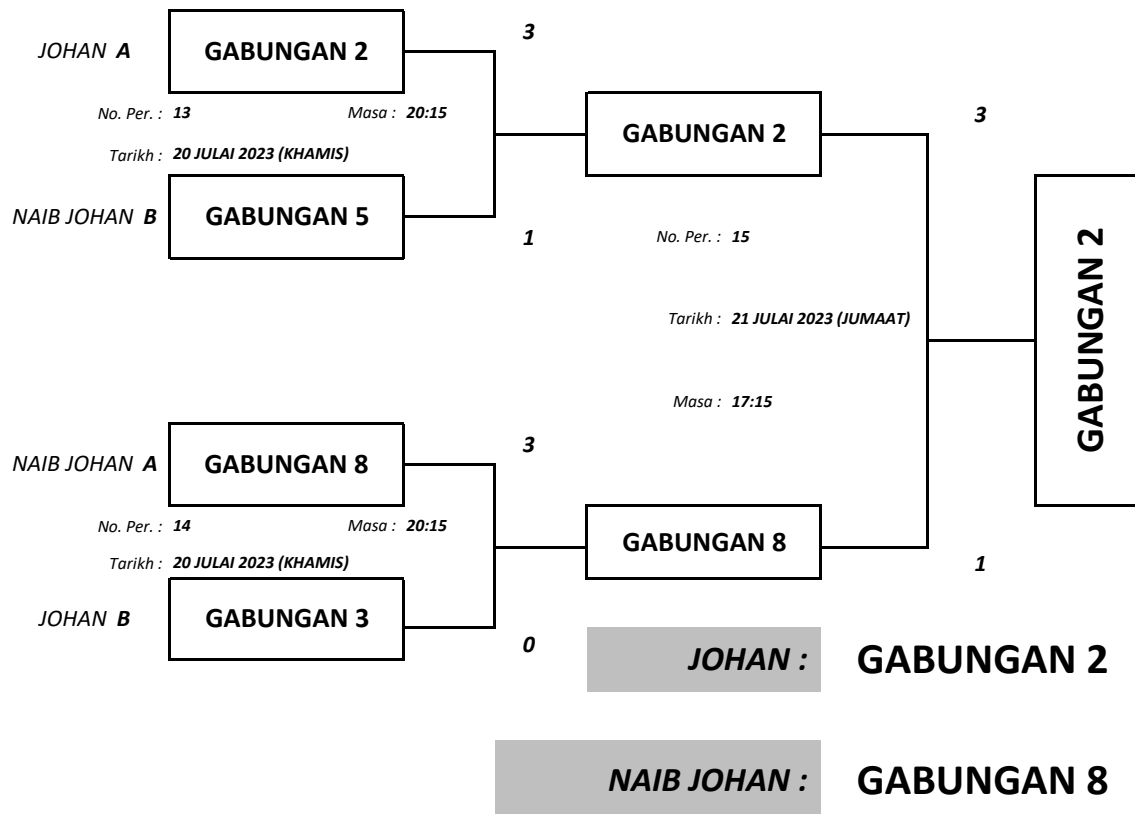 3
JOHAN A GABUNGAN 2
No. Per. : 13 Masa : 20:15
3
GABUNGAN 2
Tarikh : 20 JULAI 2023 (KHAMIS)
NAIB JOHAN B GABUNGAN 5
1
No. Per. : 15
GABUNGAN 2
Tarikh : 21 JULAI 2023 (JUMAAT)
Masa : 17:15
3
NAIB JOHAN A GABUNGAN 8
No. Per. : 14 Masa : 20:15
GABUNGAN 8
Tarikh : 20 JULAI 2023 (KHAMIS)
1
JOHAN B GABUNGAN 3
0
JOHAN : GABUNGAN 2
NAIB JOHAN : GABUNGAN 8